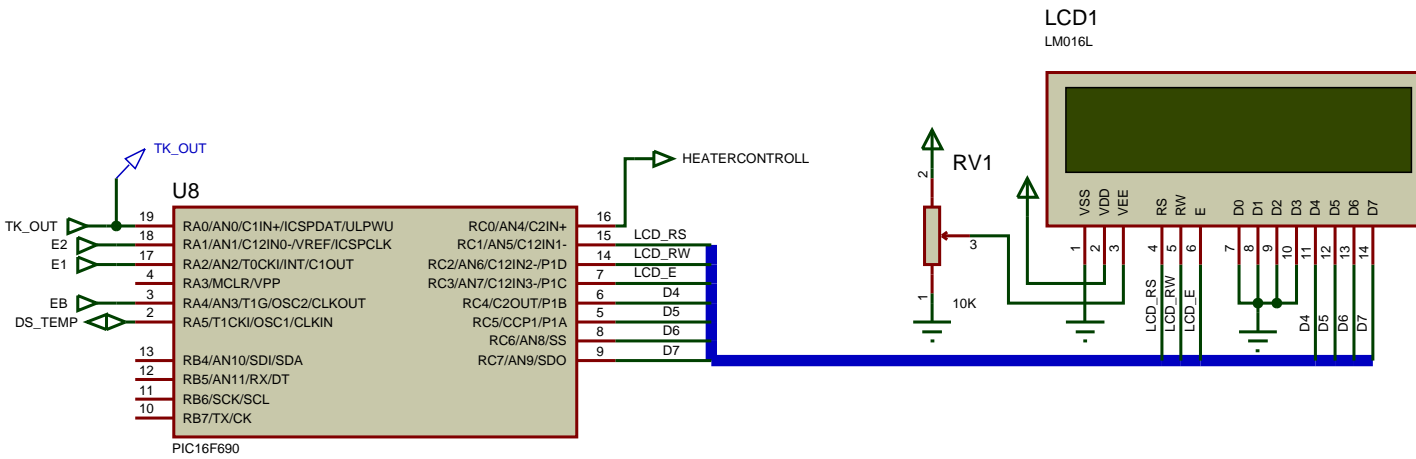 LCD1
LM016L
TK_OUT
U8
HEATERCONTROLL
RV1
2
3
1
10K
TK_OUT
E2
E1
EB
DS_TEMP
19 RA0/AN0/C1IN+/ICSPDAT/ULPWU
18 RA1/AN1/C12IN0-/VREF/ICSPCLK
17 RA2/AN2/T0CKI/INT/C1OUT
4 RA3/MCLR/VPP
3 RA4/AN3/T1G/OSC2/CLKOUT
2 RA5/T1CKI/OSC1/CLKIN
13 RB4/AN10/SDI/SDA
12 RB5/AN11/RX/DT
11 RB6/SCK/SCL
10 RB7/TX/CK
RC0/AN4/C2IN+ 16
RC1/AN5/C12IN1- 15 LCD_RS
RC2/AN6/C12IN2-/P1D 14 LCD_RW
RC3/AN7/C12IN3-/P1C 7 LCD_E
RC4/C2OUT/P1B 6 D4
RC5/CCP1/P1A 5 D5
RC6/AN8/SS 8 D6
RC7/AN9/SDO 9 D7
PIC16F690
VSS
VDD
VEE
RS
RW
E
D0
D1
D2
D3
D4
D5
D6
D7
1
2
3
4
5
6
7
8
9
10
11
12
13
14
LCD_RS
LCD_RW
LCD_E
D4
D5
D6
D7